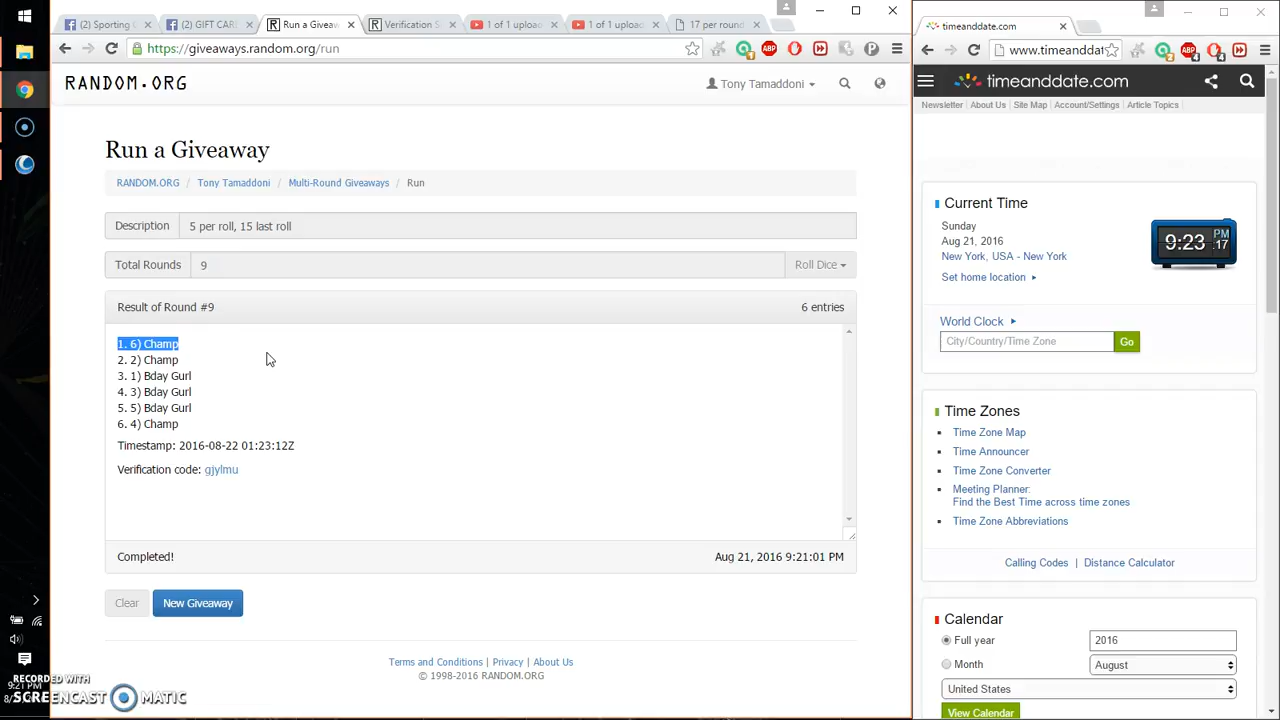 (2) Sporting
(2) GIFT CAR
Run a Giveaw
Verification S
1 of 1 upload
1 of 1 upload
17 per round
timeanddate.com
https://giveaways.random.org/run
www.timeanddat
RANDOM.ORG
Tony Tamaddoni
timeanddate.com
Newsletter About Us Site Map Account/Settings Article Topics
Run a Giveaway
RANDOM.ORG / Tony Tamaddoni / Multi-Round Giveaways / Run
Description 5 per roll, 15 last roll
Total Rounds 9 Roll Dice
Result of Round #9 6 entries
1. 6) Champ
2. 2) Champ
3. 1) Bday Gurl
4. 3) Bday Gurl
5. 5) Bday Gurl
6. 4) Champ
Timestamp: 2016-08-22 01:23:12Z
Verification code: gjylmu
Completed! Aug 21, 2016 9:21:01 PM
Clear New Giveaway
Terms and Conditions | Privacy | About Us
© 1998-2016 RANDOM.ORG
Current Time
Sunday
Aug 21, 2016
New York, USA - New York
Set home location
9:23 PM 17
World Clock
City/Country/Time Zone Go
Time Zones
Time Zone Map
Time Announcer
Time Zone Converter
Meeting Planner:
Find the Best Time across time zones
Time Zone Abbreviations
Calling Codes | Distance Calculator
Calendar
Full year 2016
Month August
United States
View Calendar
RECORDED WITH
SCREENCAST MATIC